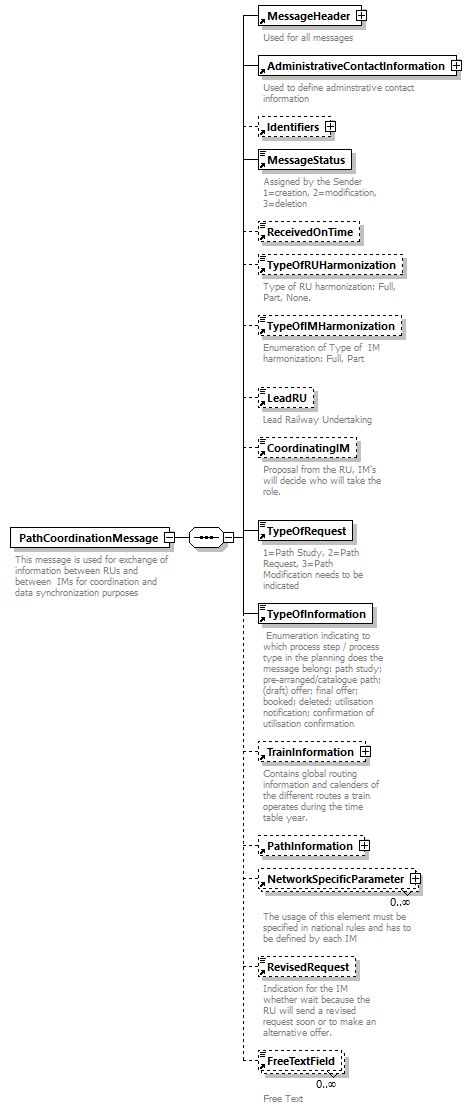 MessageHeader
Used for all messages
AdministrativeContactInformation
Used to define adminstrative contact
information
Identifiers
MessageStatus
Assigned by the Sender
1=creation, 2=modification,
3=deletion
ReceivedOnTime
TypeOfRUHarmonization
Type of RU harmonization: Full,
Part, None.
TypeOfIMHarmonization
Enumeration of Type of  IM
harmonization: Full, Part
LeadRU
Lead Railway Undertaking
CoordinatingIM
Proposal from the RU, IM's
will decide who will take the
role.
PathCoordinationMessage
This message is used for exchange of
information between RUs and
between  IMs for coordination and
data synchronization purposes
TypeOfRequest
1=Path Study, 2=Path
Request, 3=Path
Modification needs to be
indicated
TypeOfInformation
Enumeration indicating to
which process step / process
type in the planning does the
message belong: path study;
pre-arranged/catalogue path;
(draft) offer; final offer;
booked; deleted; utilisation
notification; confirmation of
utilisation confirmation
TrainInformation
Contains global routing
information and calenders of
the different routes a train
operates during the time
table year.
PathInformation
NetworkSpecificParameter
0..∞
The usage of this element must be
specified in national rules and has to
be defined by each IM
RevisedRequest
Indication for the IM
whether wait because the
RU will send a revised
request soon or to make an
alternative offer.
FreeTextField
0..∞
Free Text